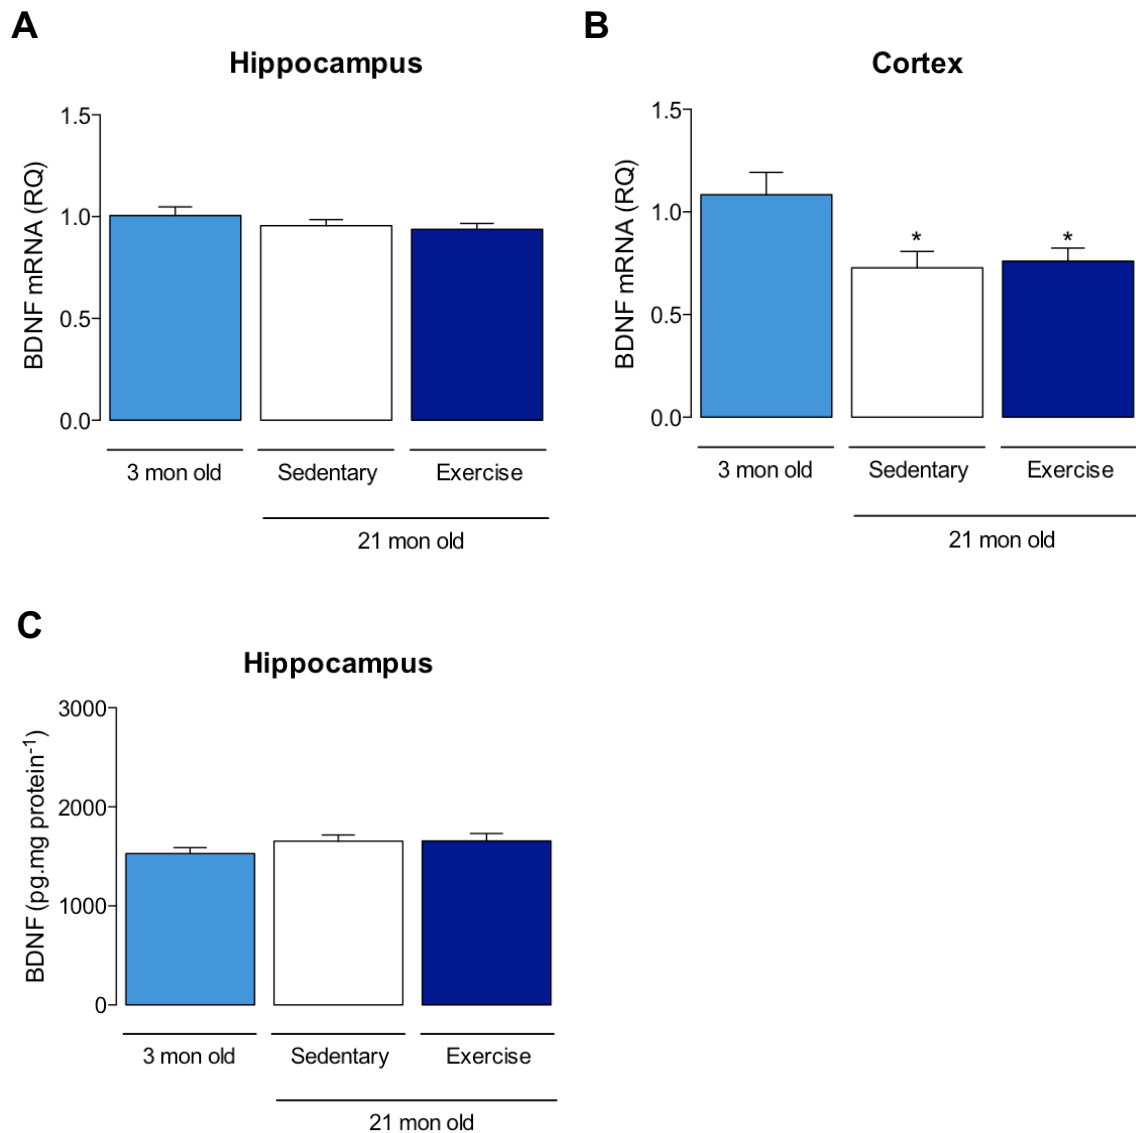 A
Hippocampus
BDNF mRNA (RQ)
1.5
1.0
0.5
0.0
3 mon old
Sedentary
Exercise
21 mon old
B
Cortex
BDNF mRNA (RQ)
1.5
1.0
0.5
0.0
*
*
3 mon old
Sedentary
Exercise
21 mon old
C
Hippocampus
BDNF (pg.mg protein⁻¹)
3000
2000
1000
0
3 mon old
Sedentary
Exercise
21 mon old